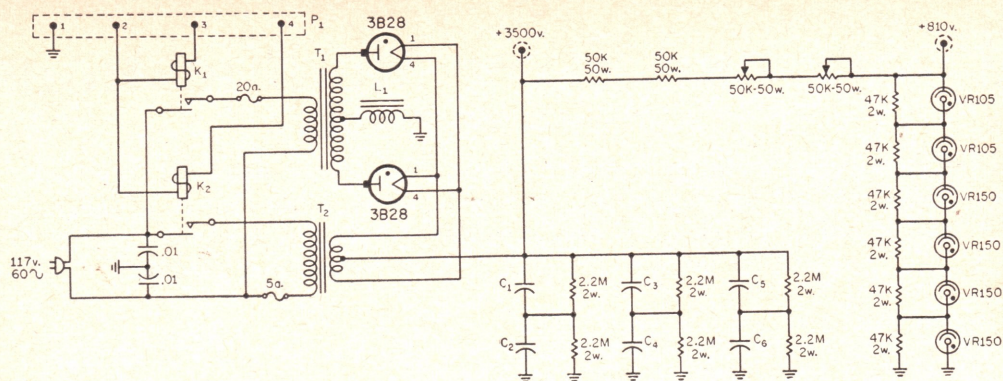 1
2
3
4
P₁
K₁
20a.
T₁
3B28
1
4
L₁
1
4
3B28
K₂
T₂
117v.
60∿
.01
.01
5a.
+3500v.
50K
50w.
50K
50w.
50K-50w.
50K-50w.
+810v.
47K
2w.
VR105
47K
2w.
VR105
47K
2w.
VR150
47K
2w.
VR150
47K
2w.
VR150
47K
2w.
VR150
C₁
2.2M
2w.
C₃
2.2M
2w.
C₅
2.2M
2w.
C₂
2.2M
2w.
C₄
2.2M
2w.
C₆
2.2M
2w.